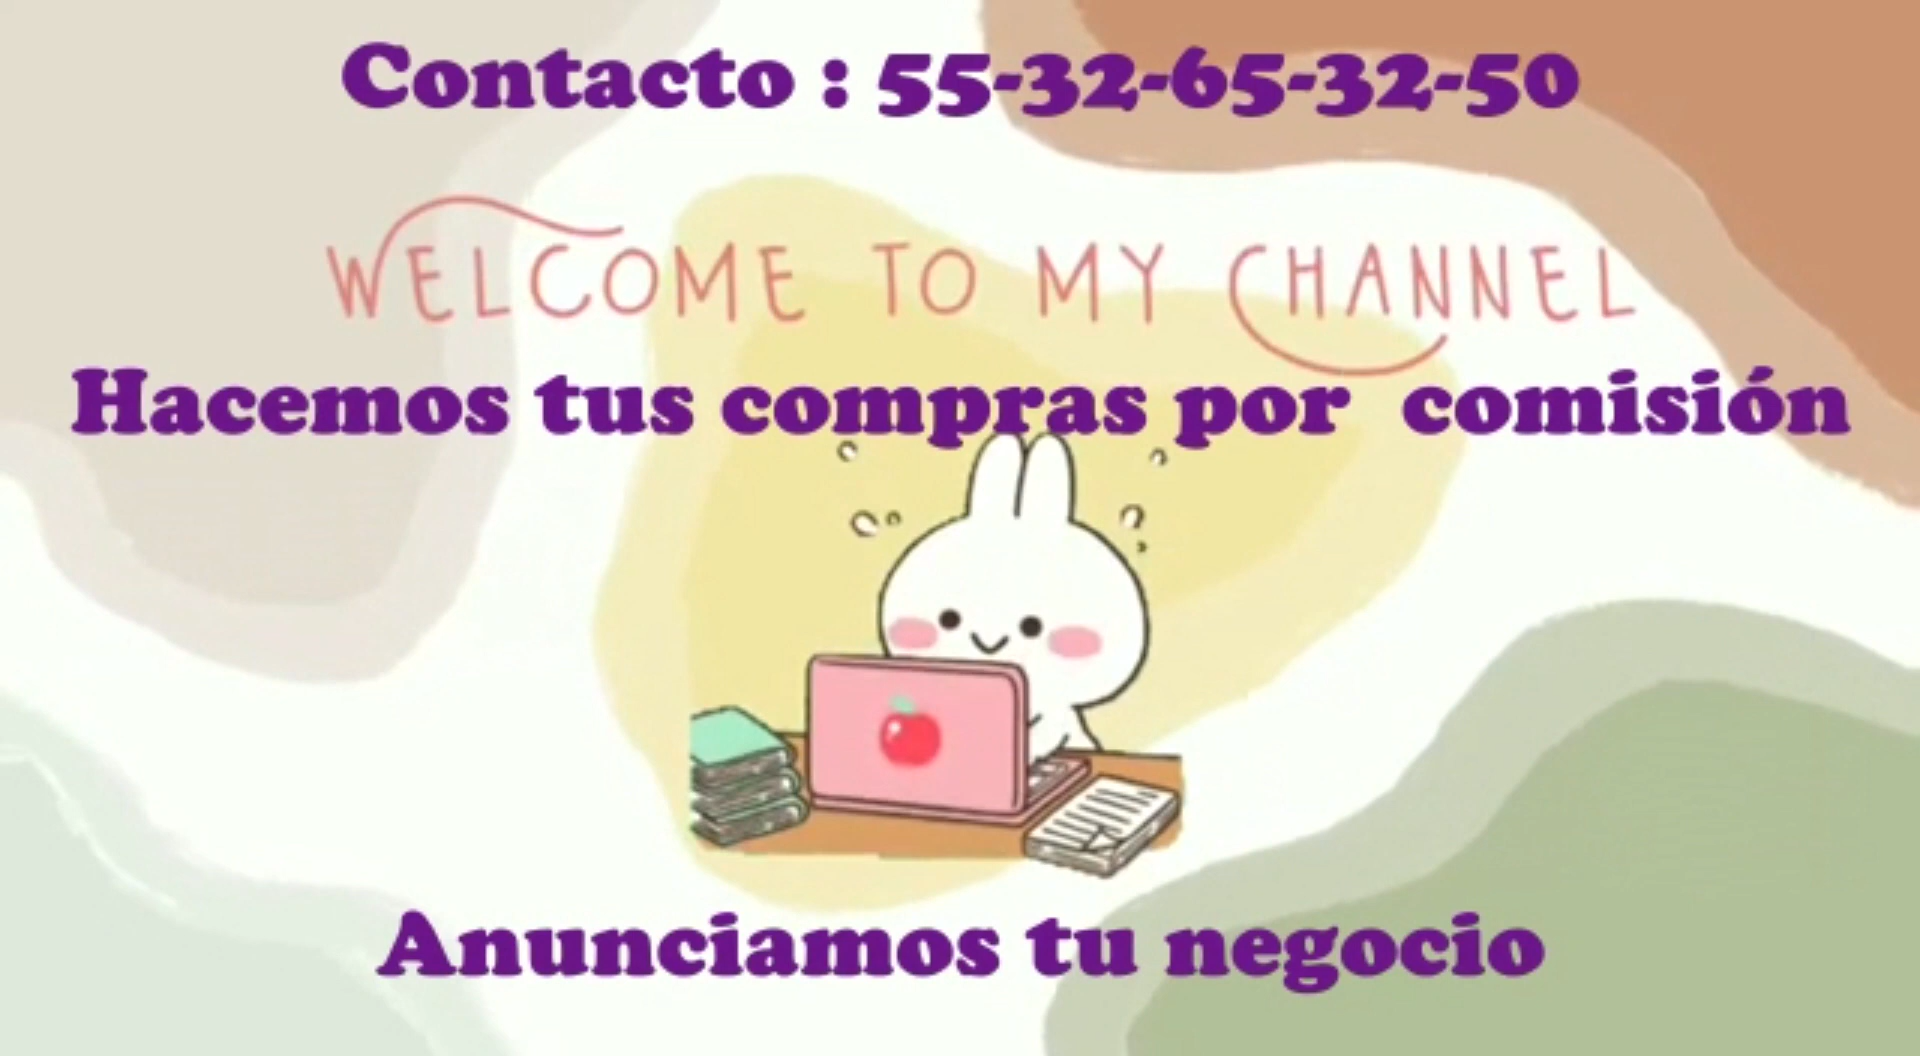 Contacto : 55-32-65-32-50
WELCOME TO MY CHANNEL
Hacemos tus compras por comisión
Anunciamos tu negocio